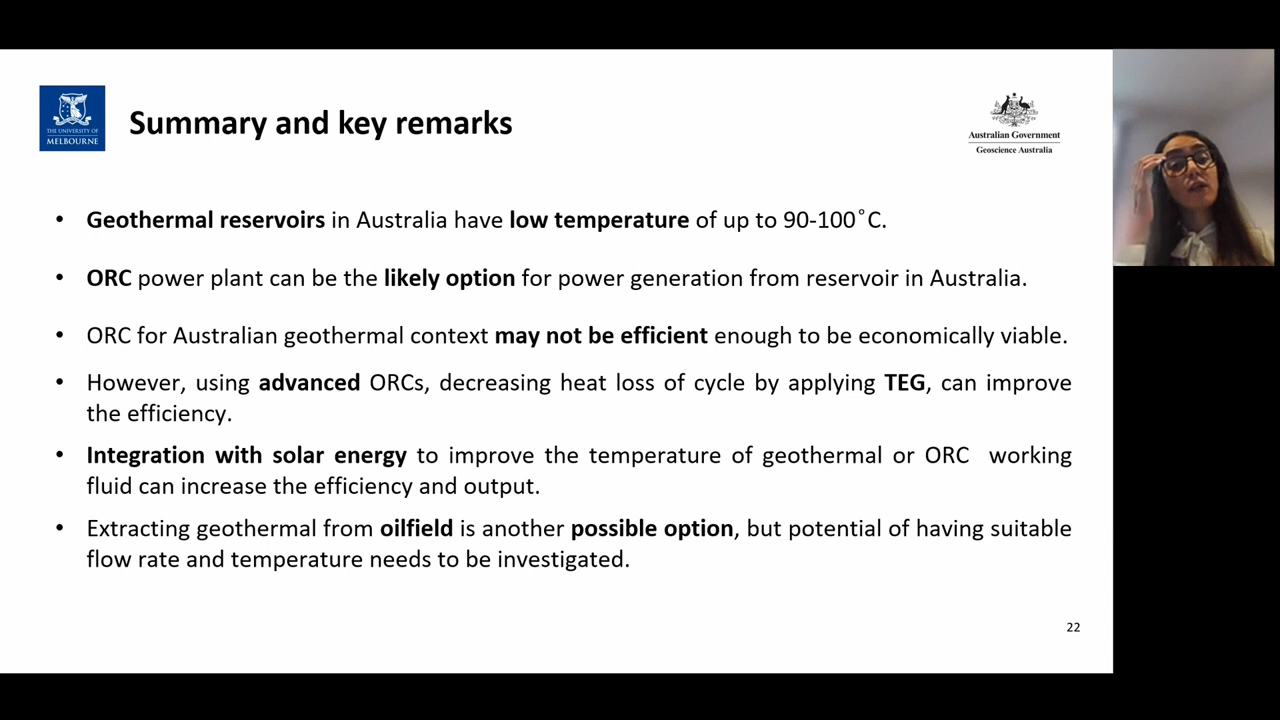 THE UNIVERSITY OF
MELBOURNE
Summary and key remarks
Australian Government
Geoscience Australia
• Geothermal reservoirs in Australia have low temperature of up to 90-100˚C.
• ORC power plant can be the likely option for power generation from reservoir in Australia.
• ORC for Australian geothermal context may not be efficient enough to be economically viable.
• However, using advanced ORCs, decreasing heat loss of cycle by applying TEG, can improve
the efficiency.
• Integration with solar energy to improve the temperature of geothermal or ORC working
fluid can increase the efficiency and output.
• Extracting geothermal from oilfield is another possible option, but potential of having suitable
flow rate and temperature needs to be investigated.
22